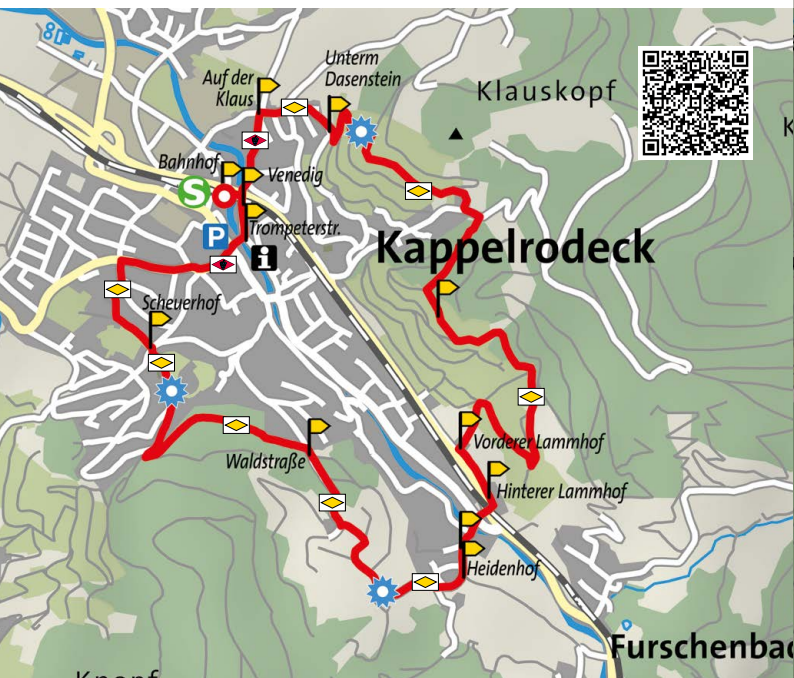 Unterm
Dasenstein
Auf der
Klaus
Klauskopf
Bahnhof
Venedig
S
P
Trompeterstr.
i
Kappelrodeck
Scheuerhof
Vorderer Lammhof
Waldstraße
Hinterer Lammhof
Heidenhof
Furschenbac